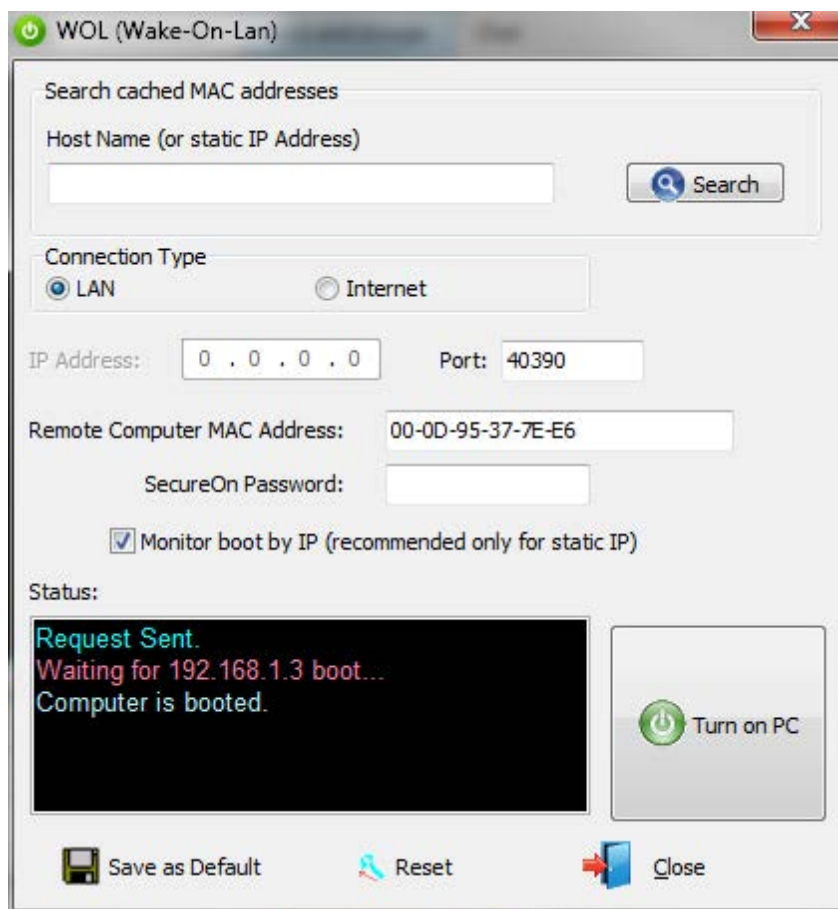 WOL (Wake-On-Lan)
Search cached MAC addresses
Host Name (or static IP Address)
Search
Connection Type
LAN Internet
IP Address: 0 . 0 . 0 . 0 Port: 40390
Remote Computer MAC Address: 00-0D-95-37-7E-E6
SecureOn Password:
Monitor boot by IP (recommended only for static IP)
Status:
Request Sent.
Waiting for 192.168.1.3 boot...
Computer is booted.
Turn on PC
Save as Default Reset Close